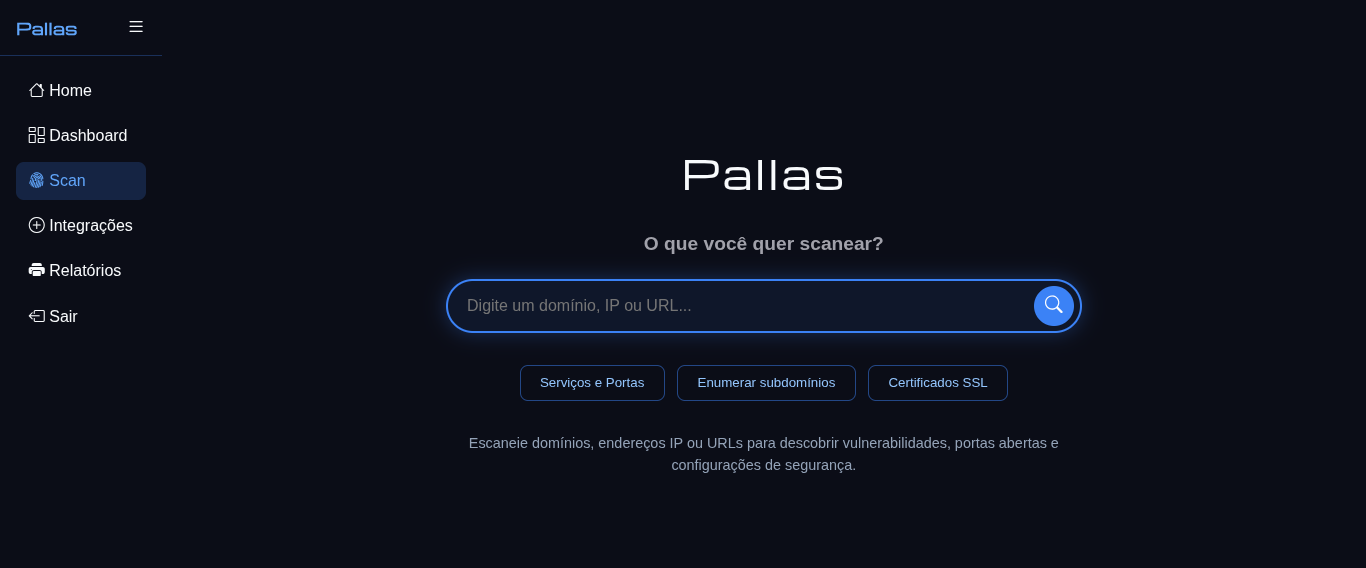 Pallas
Home
Dashboard
Scan
Integrações
Relatórios
Sair
Pallas
O que você quer scanear?
Digite um domínio, IP ou URL...
Serviços e Portas
Enumerar subdomínios
Certificados SSL
Escaneie domínios, endereços IP ou URLs para descobrir vulnerabilidades, portas abertas e
configurações de segurança.